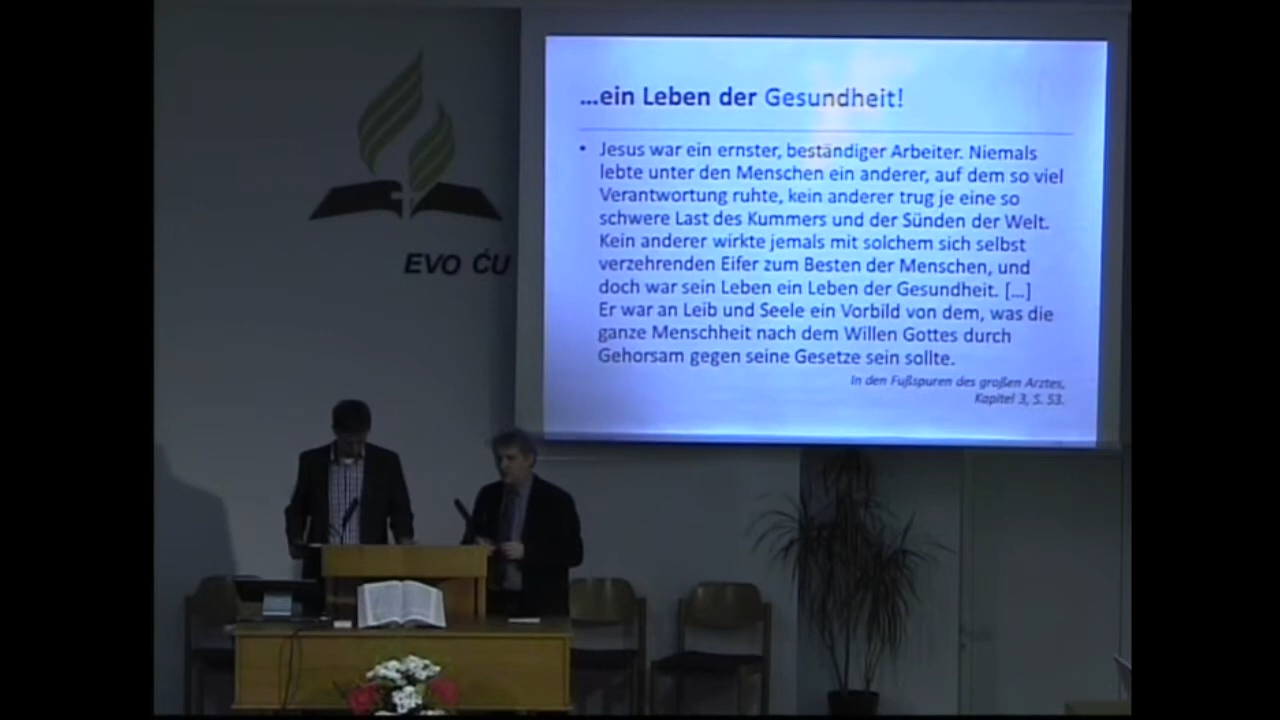 ...ein Leben der Gesundheit!
• Jesus war ein ernster, beständiger Arbeiter. Niemals
lebte unter den Menschen ein anderer, auf dem so viel
Verantwortung ruhte, kein anderer trug je eine so
schwere Last des Kummers und der Sünden der Welt.
Kein anderer wirkte jemals mit solchem sich selbst
verzehrenden Eifer zum Besten der Menschen, und
doch war sein Leben ein Leben der Gesundheit. [...]
Er war an Leib und Seele ein Vorbild von dem, was die
ganze Menschheit nach dem Willen Gottes durch
Gehorsam gegen seine Gesetze sein sollte.
In den Fußspuren des großen Arztes,
Kapitel 3, S. 53.
EVO ĆU